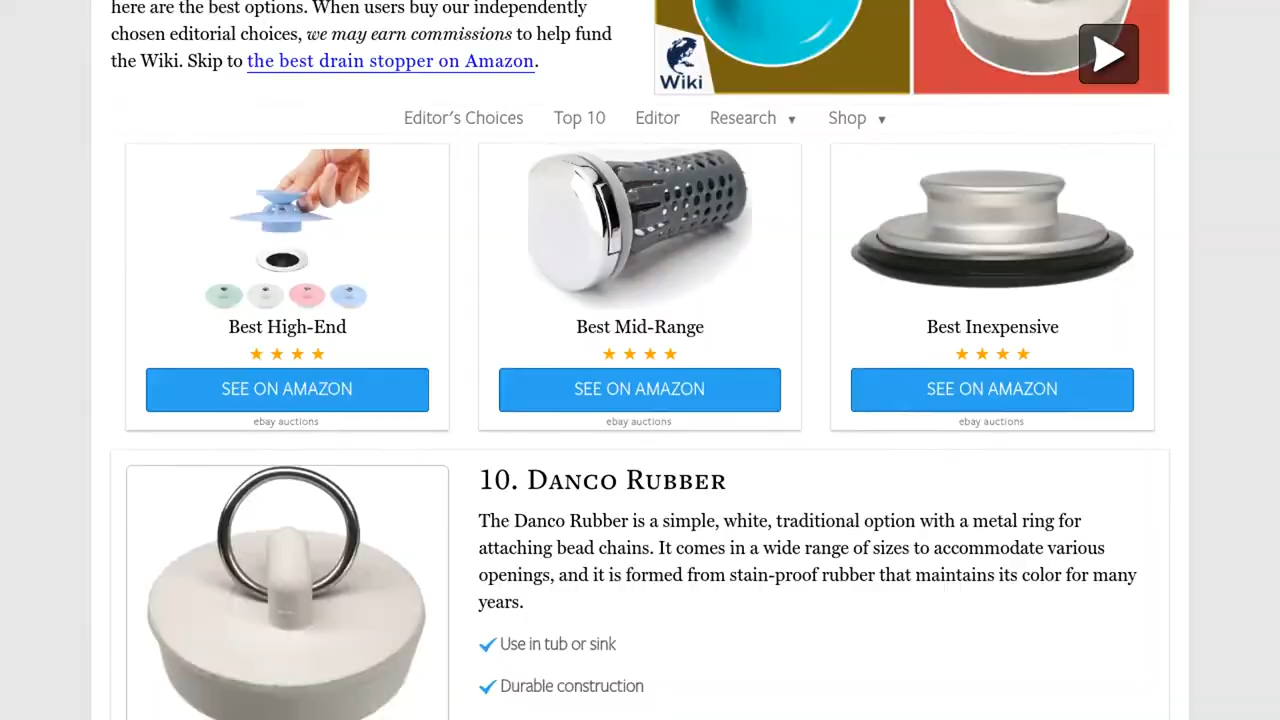 here are the best options. When users buy our independently
chosen editorial choices, we may earn commissions to help fund
the Wiki. Skip to the best drain stopper on Amazon.
Wiki
Editor's Choices Top 10 Editor Research ▼ Shop ▼
Best High-End
★ ★ ★ ★
SEE ON AMAZON
ebay auctions
Best Mid-Range
★ ★ ★ ★
SEE ON AMAZON
ebay auctions
Best Inexpensive
★ ★ ★ ★
SEE ON AMAZON
ebay auctions
10. Danco Rubber
The Danco Rubber is a simple, white, traditional option with a metal ring for
attaching bead chains. It comes in a wide range of sizes to accommodate various
openings, and it is formed from stain-proof rubber that maintains its color for many
years.
Use in tub or sink
Durable construction